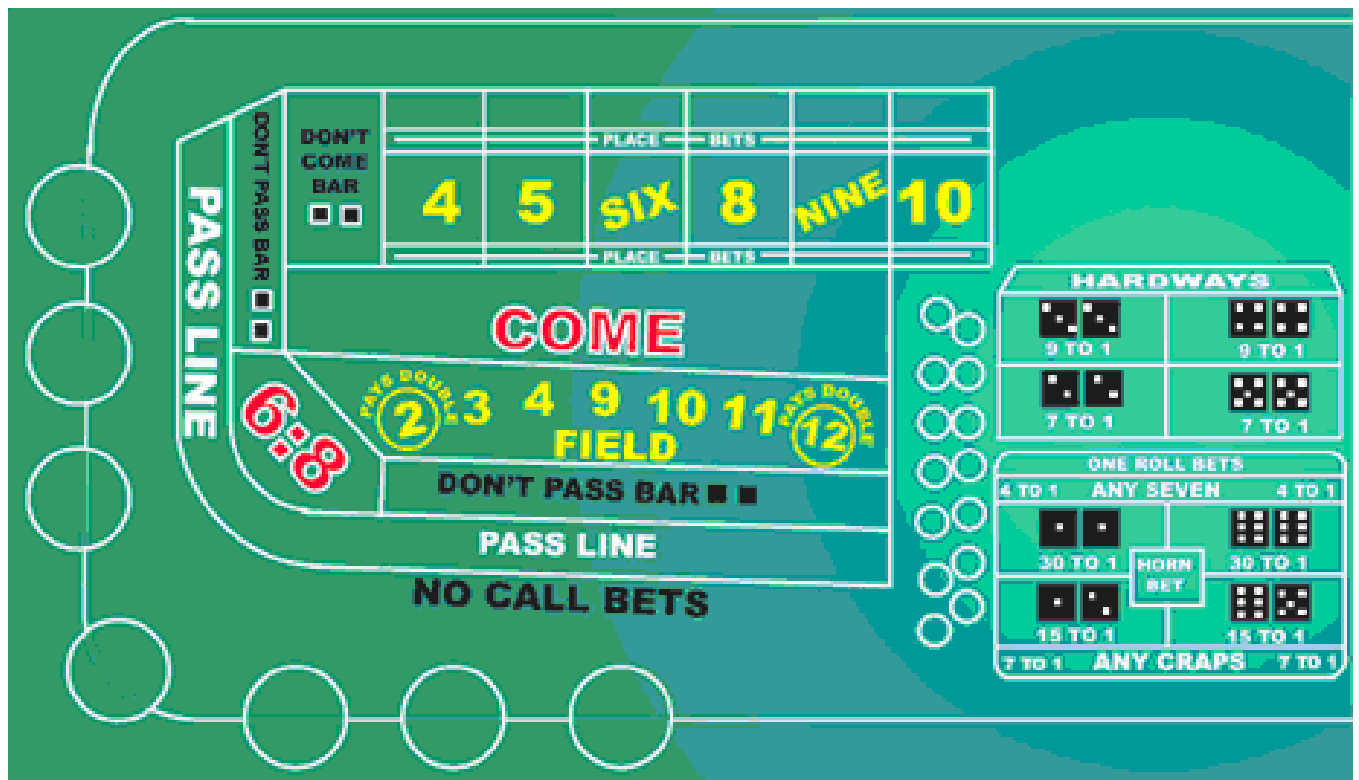 DON'T PASS BAR
DON'T
COME
BAR
PLACE BETS
4 5 SIX 8 NINE 10
PLACE BETS
PASS LINE
COME
HARDWAYS
9 TO 1 9 TO 1
7 TO 1 7 TO 1
6:8
PAYS DOUBLE PAYS DOUBLE
2 3 4 9 10 11 12
FIELD
DON'T PASS BAR
PASS LINE
NO CALL BETS
ONE ROLL BETS
4 TO 1 ANY SEVEN 4 TO 1
30 TO 1 30 TO 1
HORN
BET
15 TO 1 15 TO 1
7 TO 1 ANY CRAPS 7 TO 1